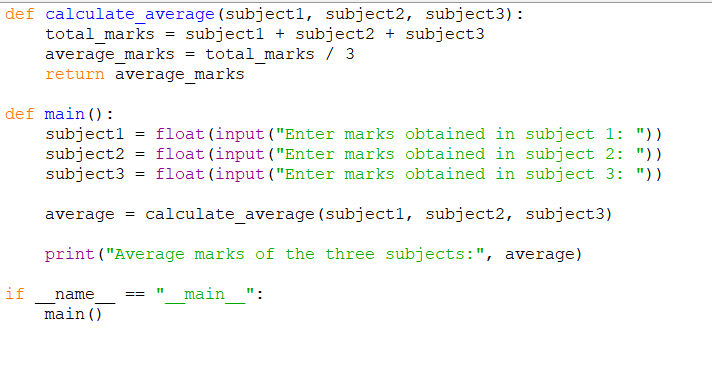 def calculate_average(subject1, subject2, subject3):
    total_marks = subject1 + subject2 + subject3
    average_marks = total_marks / 3
    return average_marks

def main():
    subject1 = float(input("Enter marks obtained in subject 1: "))
    subject2 = float(input("Enter marks obtained in subject 2: "))
    subject3 = float(input("Enter marks obtained in subject 3: "))

    average = calculate_average(subject1, subject2, subject3)

    print("Average marks of the three subjects:", average)

if __name__ == "__main__":
    main()